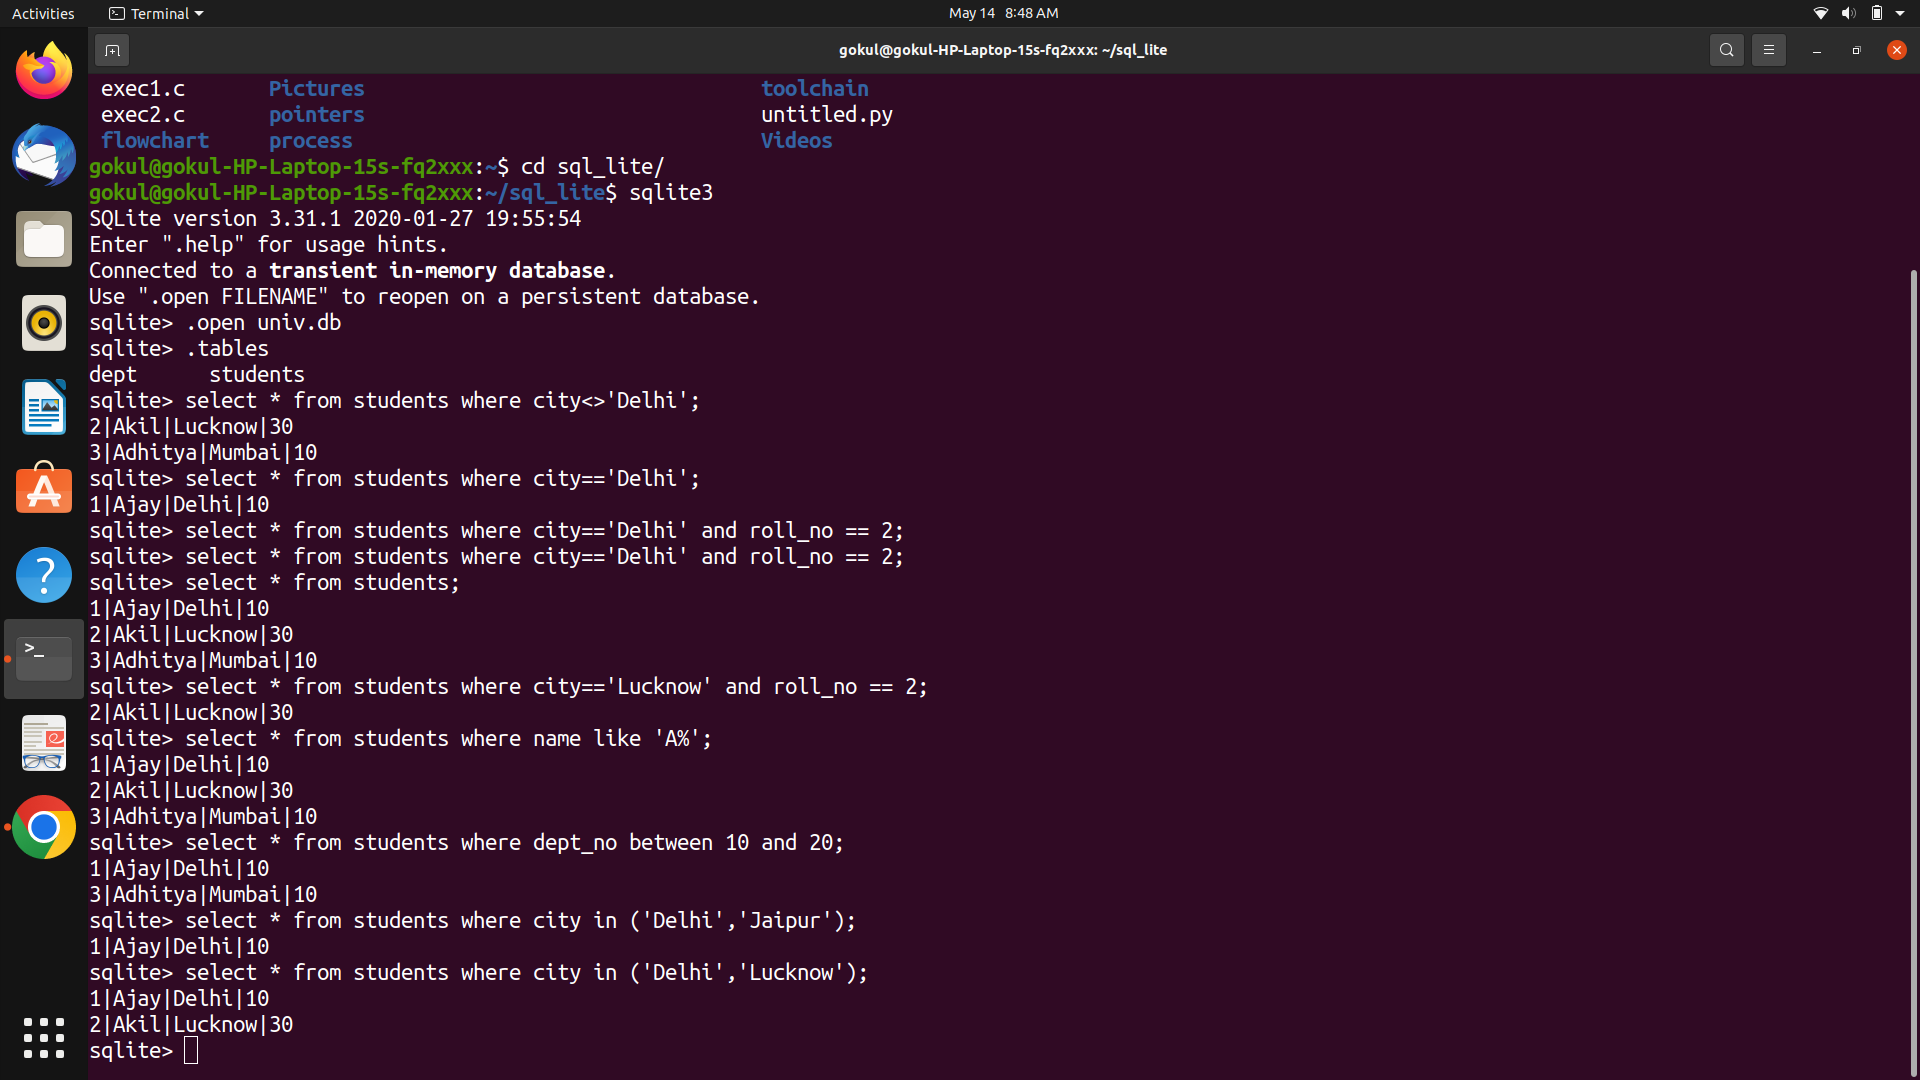 Activities Terminal May 14 8:48 AM
gokul@gokul-HP-Laptop-15s-fq2xxx: ~/sql_lite
exec1.c Pictures toolchain
exec2.c pointers untitled.py
flowchart process Videos
gokul@gokul-HP-Laptop-15s-fq2xxx:~$ cd sql_lite/
gokul@gokul-HP-Laptop-15s-fq2xxx:~/sql_lite$ sqlite3
SQLite version 3.31.1 2020-01-27 19:55:54
Enter ".help" for usage hints.
Connected to a transient in-memory database.
Use ".open FILENAME" to reopen on a persistent database.
sqlite> .open univ.db
sqlite> .tables
dept students
sqlite> select * from students where city<>'Delhi';
2|Akil|Lucknow|30
3|Adhitya|Mumbai|10
sqlite> select * from students where city=='Delhi';
1|Ajay|Delhi|10
sqlite> select * from students where city=='Delhi' and roll_no == 2;
sqlite> select * from students where city=='Delhi' and roll_no == 2;
sqlite> select * from students;
1|Ajay|Delhi|10
2|Akil|Lucknow|30
3|Adhitya|Mumbai|10
sqlite> select * from students where city=='Lucknow' and roll_no == 2;
2|Akil|Lucknow|30
sqlite> select * from students where name like 'A%';
1|Ajay|Delhi|10
2|Akil|Lucknow|30
3|Adhitya|Mumbai|10
sqlite> select * from students where dept_no between 10 and 20;
1|Ajay|Delhi|10
3|Adhitya|Mumbai|10
sqlite> select * from students where city in ('Delhi','Jaipur');
1|Ajay|Delhi|10
sqlite> select * from students where city in ('Delhi','Lucknow');
1|Ajay|Delhi|10
2|Akil|Lucknow|30
sqlite>